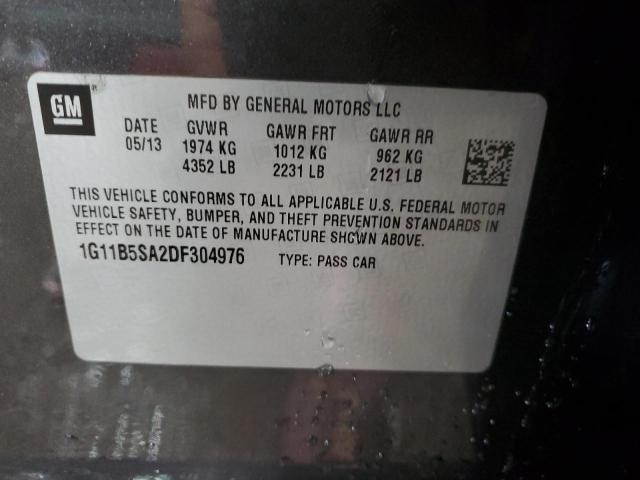 GM
MFD BY GENERAL MOTORS LLC
DATE GVWR GAWR FRT GAWR RR
05/13 1974 KG 1012 KG 962 KG
4352 LB 2231 LB 2121 LB
THIS VEHICLE CONFORMS TO ALL APPLICABLE U.S. FEDERAL MOTOR
VEHICLE SAFETY, BUMPER, AND THEFT PREVENTION STANDARDS IN
EFFECT ON THE DATE OF MANUFACTURE SHOWN ABOVE.
1G11B5SA2DF304976 TYPE: PASS CAR